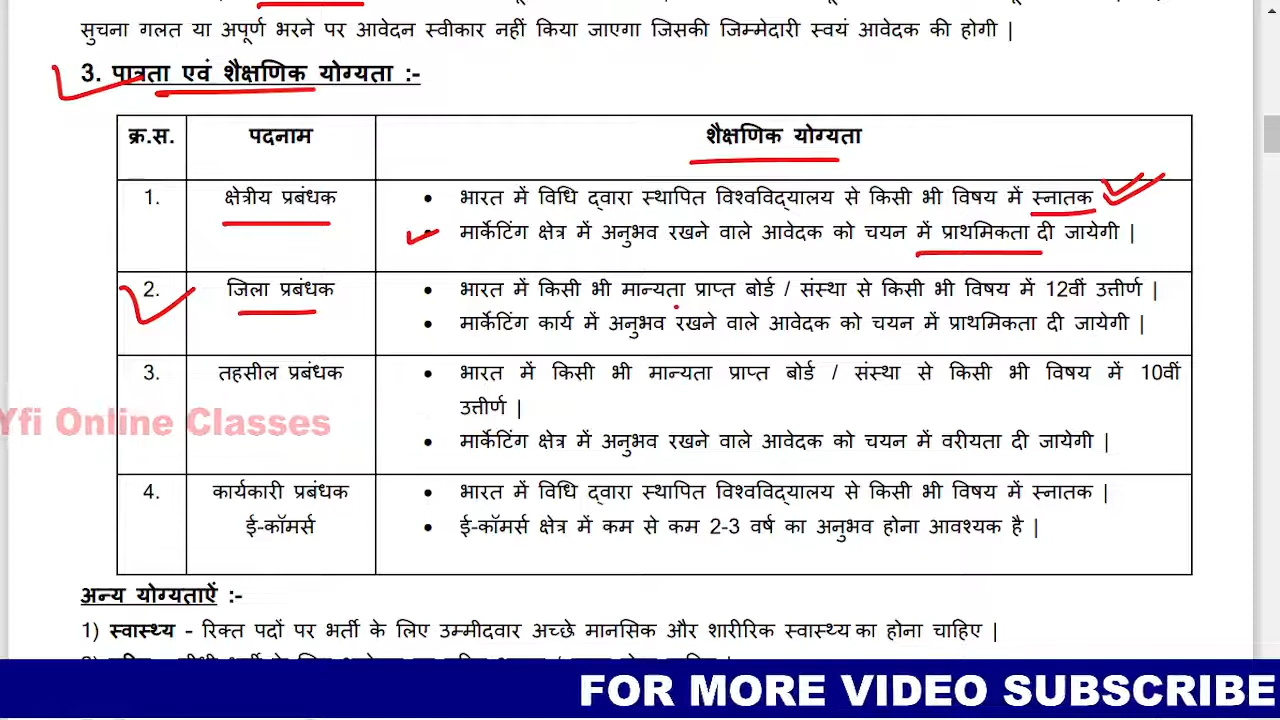 सुचना गलत या अपूर्ण भरने पर आवेदन स्वीकार नहीं किया जाएगा जिसकी जिम्मेदारी स्वयं आवेदक की होगी |
3. पात्रता एवं शैक्षणिक योग्यता :-
क्र.स. पदनाम शैक्षणिक योग्यता
1. क्षेत्रीय प्रबंधक • भारत में विधि द्वारा स्थापित विश्वविद्यालय से किसी भी विषय में स्नातक
• मार्केटिंग क्षेत्र में अनुभव रखने वाले आवेदक को चयन में प्राथमिकता दी जायेगी |
2. जिला प्रबंधक • भारत में किसी भी मान्यता प्राप्त बोर्ड / संस्था से किसी भी विषय में 12वीं उत्तीर्ण |
• मार्केटिंग कार्य में अनुभव रखने वाले आवेदक को चयन में प्राथमिकता दी जायेगी |
3. तहसील प्रबंधक • भारत में किसी भी मान्यता प्राप्त बोर्ड / संस्था से किसी भी विषय में 10वीं
उत्तीर्ण |
Yfi Online Classes
• मार्केटिंग क्षेत्र में अनुभव रखने वाले आवेदक को चयन में वरीयता दी जायेगी |
4. कार्यकारी प्रबंधक • भारत में विधि द्वारा स्थापित विश्वविद्यालय से किसी भी विषय में स्नातक |
ई-कॉमर्स • ई-कॉमर्स क्षेत्र में कम से कम 2-3 वर्ष का अनुभव होना आवश्यक है |
अन्य योग्यताऐं :-
1) स्वास्थ्य - रिक्त पदों पर भर्ती के लिए उम्मीदवार अच्छे मानसिक और शारीरिक स्वास्थ्य का होना चाहिए |
FOR MORE VIDEO SUBSCRIBE